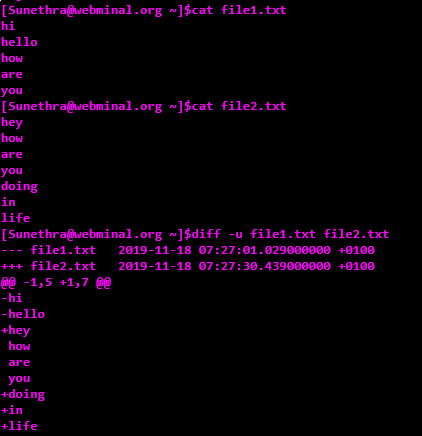 [Sunethra@webminal.org ~]$cat file1.txt
hi
hello
how
are
you
[Sunethra@webminal.org ~]$cat file2.txt
hey
how
are
you
doing
in
life
[Sunethra@webminal.org ~]$diff -u file1.txt file2.txt
--- file1.txt   2019-11-18 07:27:01.029000000 +0100
+++ file2.txt   2019-11-18 07:27:30.439000000 +0100
@@ -1,5 +1,7 @@
-hi
-hello
+hey
 how
 are
 you
+doing
+in
+life